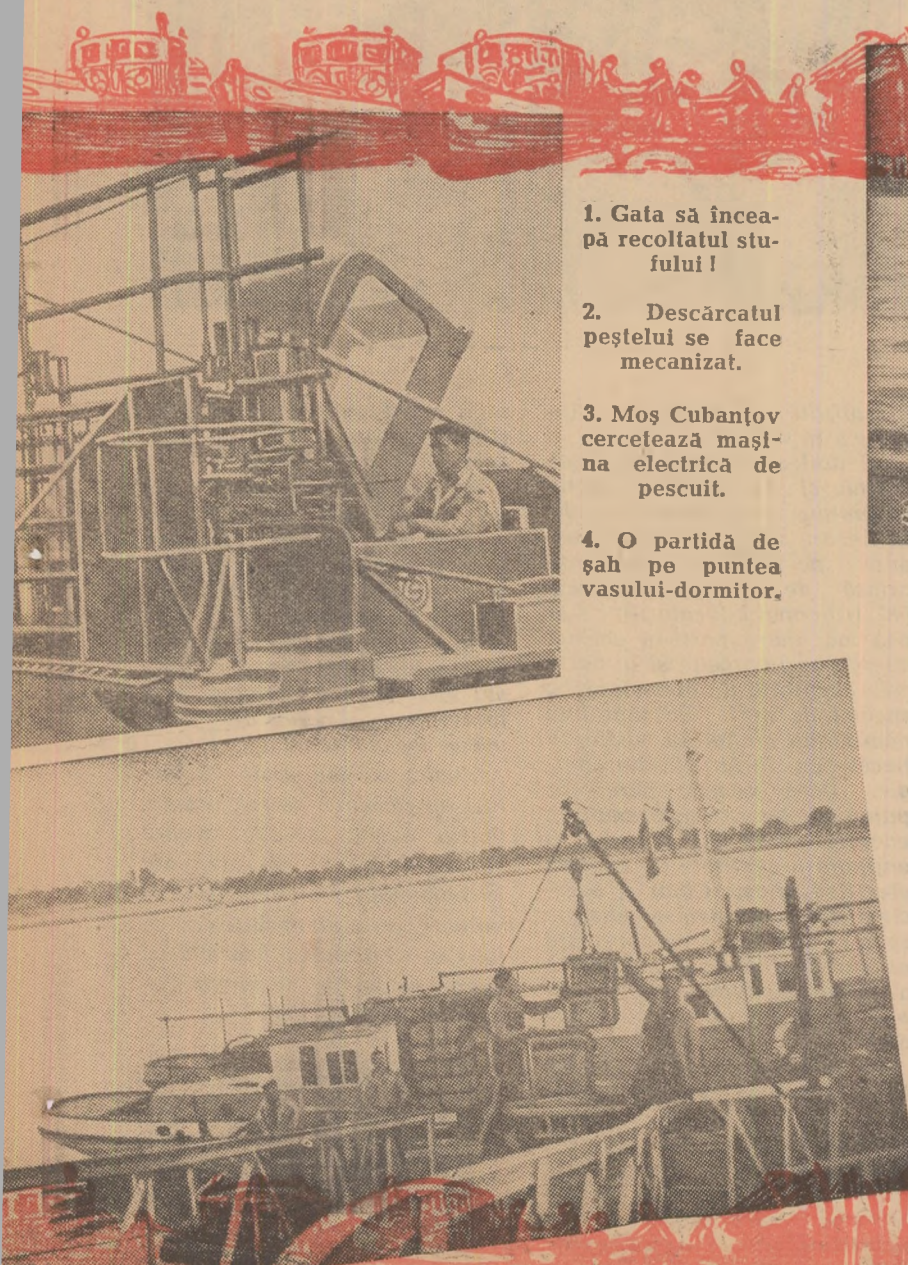 1. Gata să încea-
pă recoltatul stu-
fului !
2. Descărcatul
peştelui se face
mecanizat.
3. Moş Cubanţov
cercetează maşi-
na electrică de
pescuit.
4. O partidă de
şah pe puntea
vasului-dormitor.